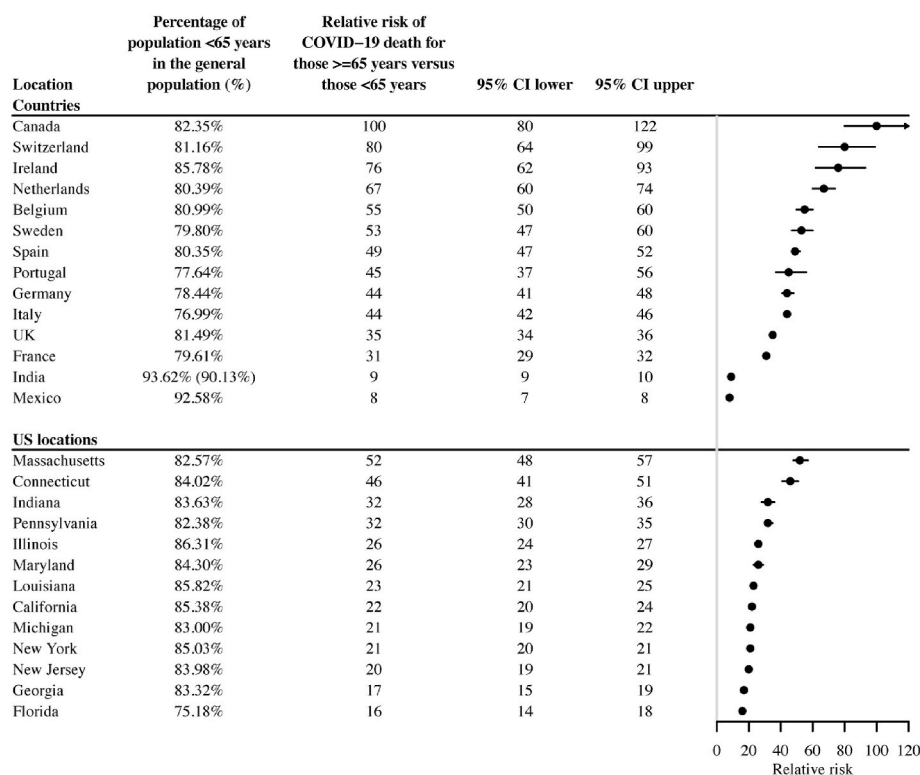 Percentage of
population <65 years
in the general
population (%)
Relative risk of
COVID−19 death for
those >=65 years versus
those <65 years
Location
95% CI lower
95% CI upper
Countries
Canada 82.35% 100 80 122
Switzerland 81.16% 80 64 99
Ireland 85.78% 76 62 93
Netherlands 80.39% 67 60 74
Belgium 80.99% 55 50 60
Sweden 79.80% 53 47 60
Spain 80.35% 49 47 52
Portugal 77.64% 45 37 56
Germany 78.44% 44 41 48
Italy 76.99% 44 42 46
UK 81.49% 35 34 36
France 79.61% 31 29 32
India 93.62% (90.13%) 9 9 10
Mexico 92.58% 8 7 8
US locations
Massachusetts 82.57% 52 48 57
Connecticut 84.02% 46 41 51
Indiana 83.63% 32 28 36
Pennsylvania 82.38% 32 30 35
Illinois 86.31% 26 24 27
Maryland 84.30% 26 23 29
Louisiana 85.82% 23 21 25
California 85.38% 22 20 24
Michigan 83.00% 21 19 22
New York 85.03% 21 20 21
New Jersey 83.98% 20 19 21
Georgia 83.32% 17 15 19
Florida 75.18% 16 14 18
0 20 40 60 80 100 120
Relative risk